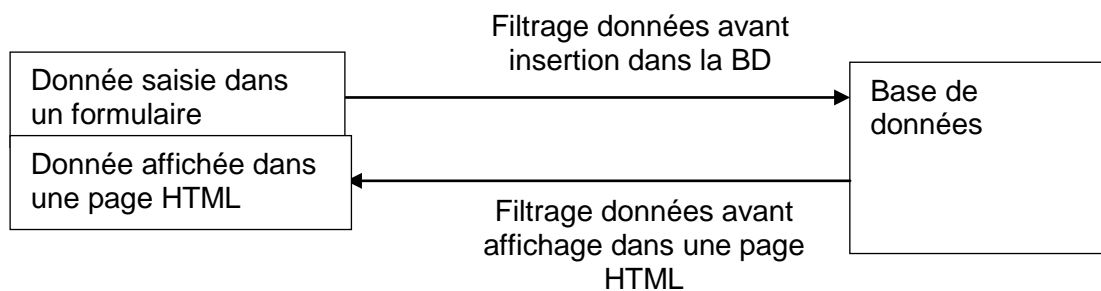 Filtrage données avant
insertion dans la BD
Donnée saisie dans
un formulaire
Base de
données
Donnée affichée dans
une page HTML
Filtrage données avant
affichage dans une page
HTML